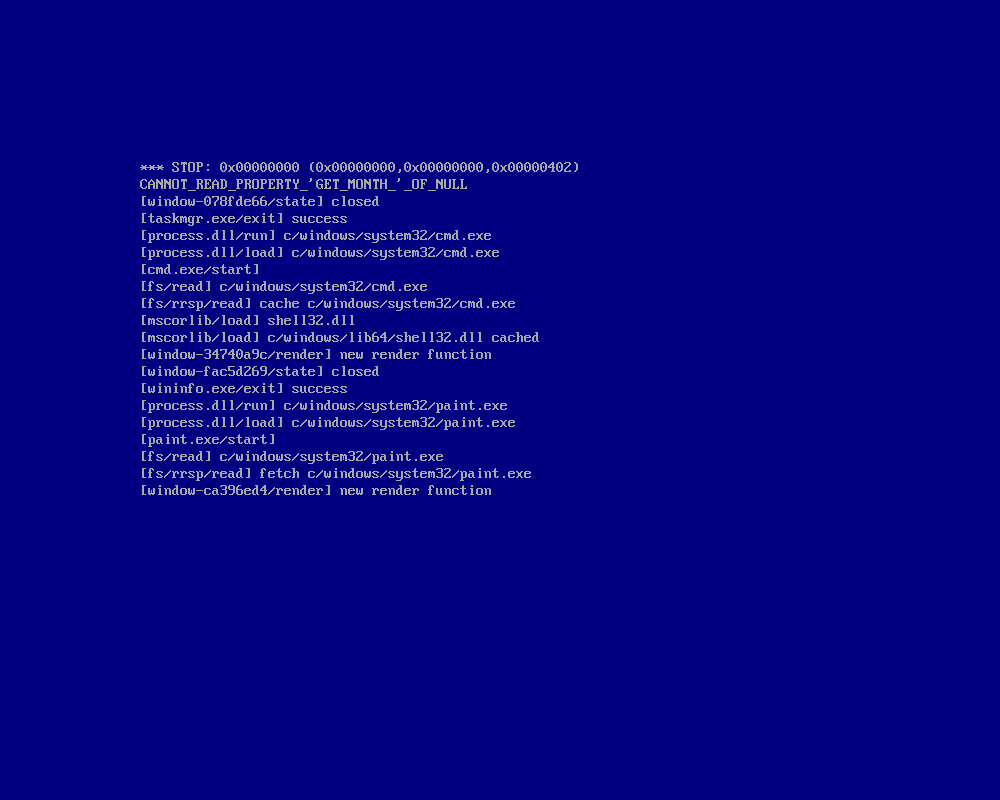 *** STOP: 0x00000000 (0x00000000,0x00000000,0x00000402)
CANNOT_READ_PROPERTY_'GET_MONTH_'_OF_NULL
[window-078fde66/state] closed
[taskmgr.exe/exit] success
[process.dll/run] c/windows/system32/cmd.exe
[process.dll/load] c/windows/system32/cmd.exe
[cmd.exe/start]
[fs/read] c/windows/system32/cmd.exe
[fs/rrsp/read] cache c/windows/system32/cmd.exe
[mscorlib/load] shell32.dll
[mscorlib/load] c/windows/lib64/shell32.dll cached
[window-34740a9c/render] new render function
[window-fac5d269/state] closed
[wininfo.exe/exit] success
[process.dll/run] c/windows/system32/paint.exe
[process.dll/load] c/windows/system32/paint.exe
[paint.exe/start]
[fs/read] c/windows/system32/paint.exe
[fs/rrsp/read] fetch c/windows/system32/paint.exe
[window-ca396ed4/render] new render function